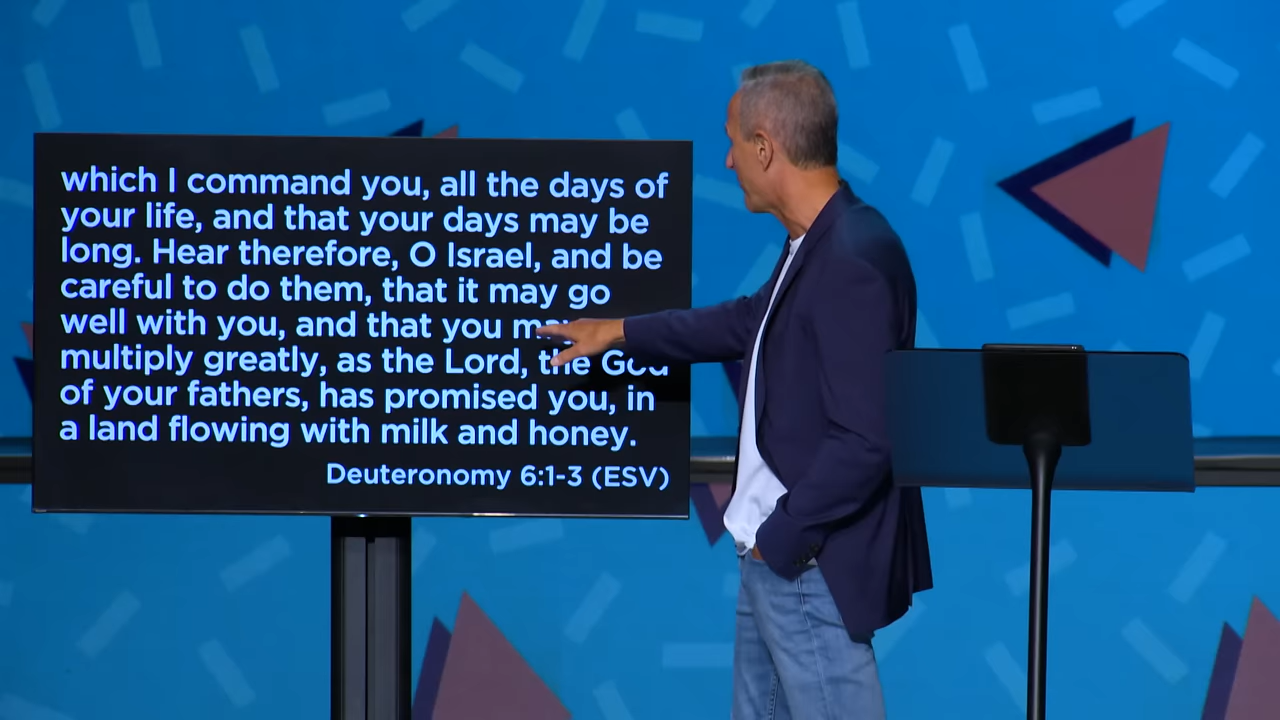 which I command you, all the days of
your life, and that your days may be
long. Hear therefore, O Israel, and be
careful to do them, that it may go
well with you, and that you may
multiply greatly, as the Lord, the God
of your fathers, has promised you, in
a land flowing with milk and honey.
Deuteronomy 6:1-3 (ESV)